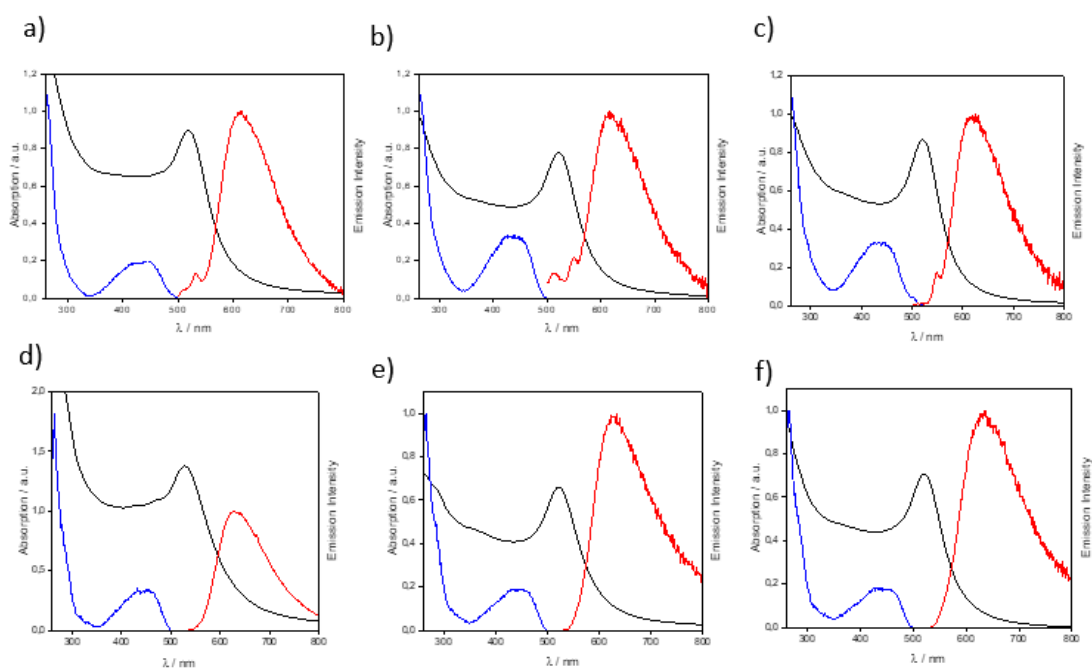 a)
b)
c)
1,2
1,0
0,8
0,6
0,4
0,2
0,0
300 400 500 600 700 800
Absorption / a.u.
Emission Intensity
λ / nm
1,2
1,0
0,8
0,6
0,4
0,2
0,0
300 400 500 600 700 800
Absorption / a.u.
Emission Intensity
λ / nm
1,2
1,0
0,8
0,6
0,4
0,2
0,0
300 400 500 600 700 800
Absorption / a.u.
Emission Intensity
λ / nm
d)
e)
f)
2,0
1,5
1,0
0,5
0,0
300 400 500 600 700 800
Absorption / a.u.
Emission Intensity
λ / nm
1,0
0,8
0,6
0,4
0,2
0,0
300 400 500 600 700 800
Absorption / a.u.
Emission Intensity
λ / nm
1,0
0,8
0,6
0,4
0,2
0,0
300 400 500 600 700 800
Absorption / a.u.
Emission Intensity
λ / nm